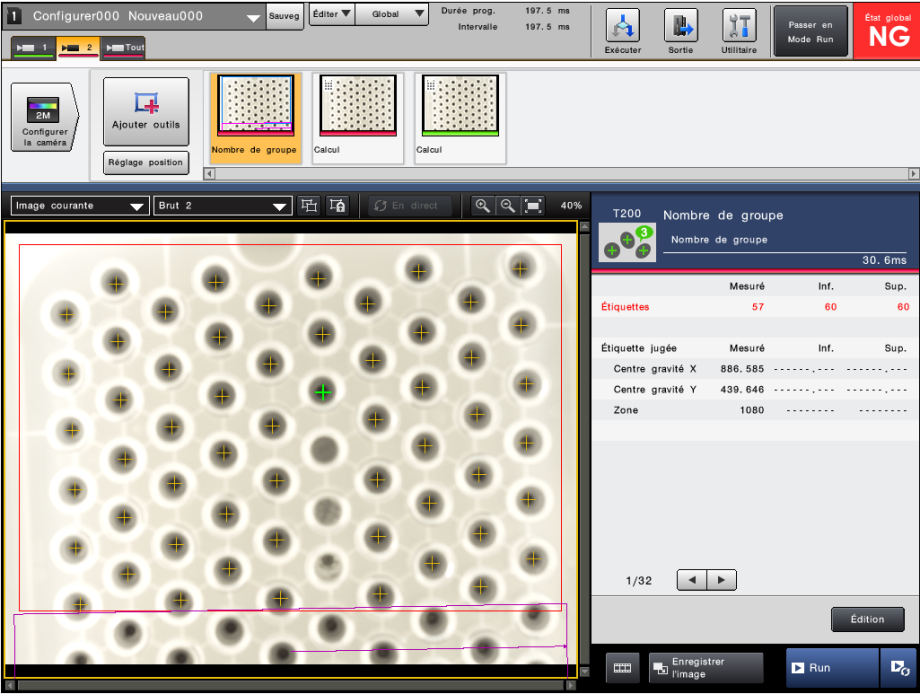 1 Configurer000 Nouveau000
Sauveg
Éditer
Global
Durée prog. 197.5 ms
Intervalle 197.5 ms
Exécuter
Sortie
Utilitaire
Passer en
Mode Run
État global
NG
1
2
Tout
2M
Configurer
la caméra
Ajouter outils
Réglage position
Nombre de groupe
Calcul
Calcul
Image courante
Brut 2
En direct
40%
T200
Nombre de groupe
3
Nombre de groupe
30.6ms
Mesuré Inf. Sup.
Étiquettes 57 60 60
Étiquette jugée Mesuré Inf. Sup.
Centre gravité X 886.585 ------.--- ------.---
Centre gravité Y 439.646 ------.--- ------.---
Zone 1080 -------- --------
1/32
Édition
Enregistrer
l'image
Run